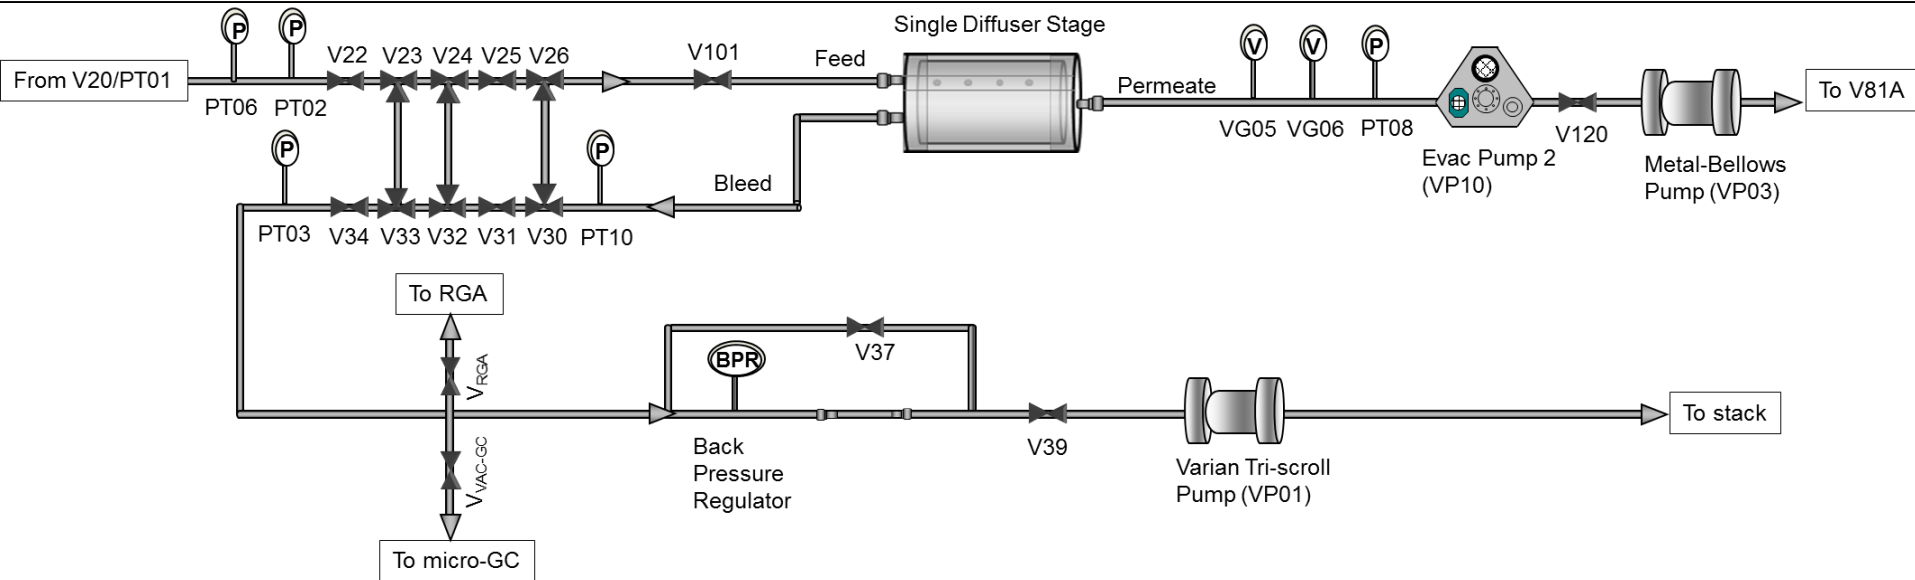 Single Diffuser Stage
P
P
V22
V23
V24
V25
V26
V101
Feed
From V20/PT01
PT06
PT02
V
V
P
Permeate
VG05
VG06
PT08
V120
To V81A
Evac Pump 2
(VP10)
Metal-Bellows
Pump (VP03)
P
P
Bleed
PT03
V34
V33
V32
V31
V30
PT10
To RGA
VRGA
BPR
V37
Back
Pressure
Regulator
V39
Varian Tri-scroll
Pump (VP01)
To stack
VVAC-GC
To micro-GC